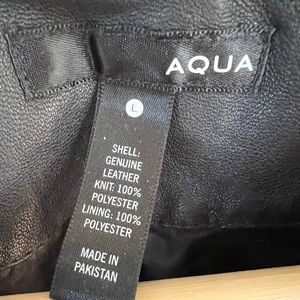 AQUA
L
SHELL:
GENUINE
LEATHER
KNIT: 100%
POLYESTER
LINING: 100%
POLYESTER
MADE IN
PAKISTAN